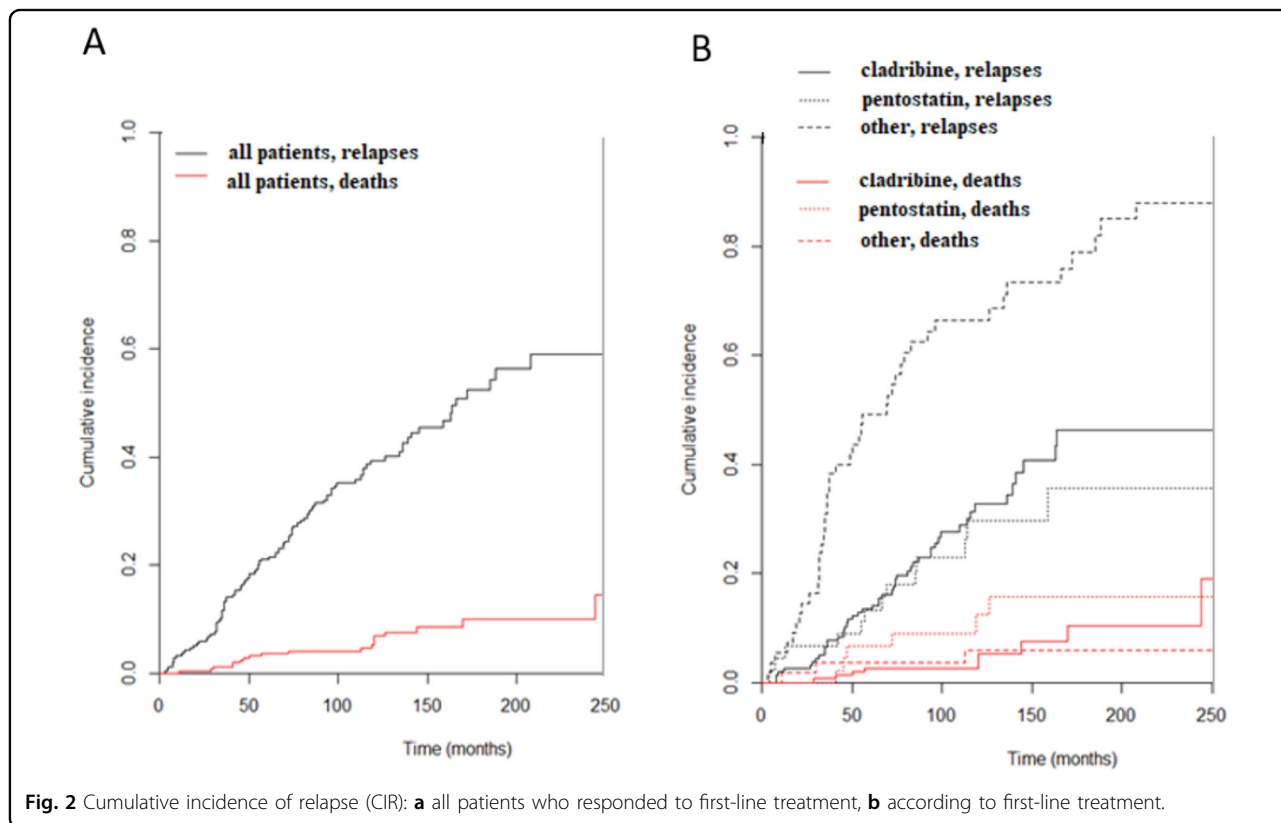 A
all patients, relapses
all patients, deaths
Cumulative incidence
0.0
0.2
0.4
0.6
0.8
1.0
0 50 100 150 200 250
Time (months)
B
cladribine, relapses
pentostatin, relapses
other, relapses
cladribine, deaths
pentostatin, deaths
other, deaths
Cumulative incidence
0.0
0.2
0.4
0.6
0.8
1.0
0 50 100 150 200 250
Time (months)
Fig. 2 Cumulative incidence of relapse (CIR): a all patients who responded to first-line treatment, b according to first-line treatment.